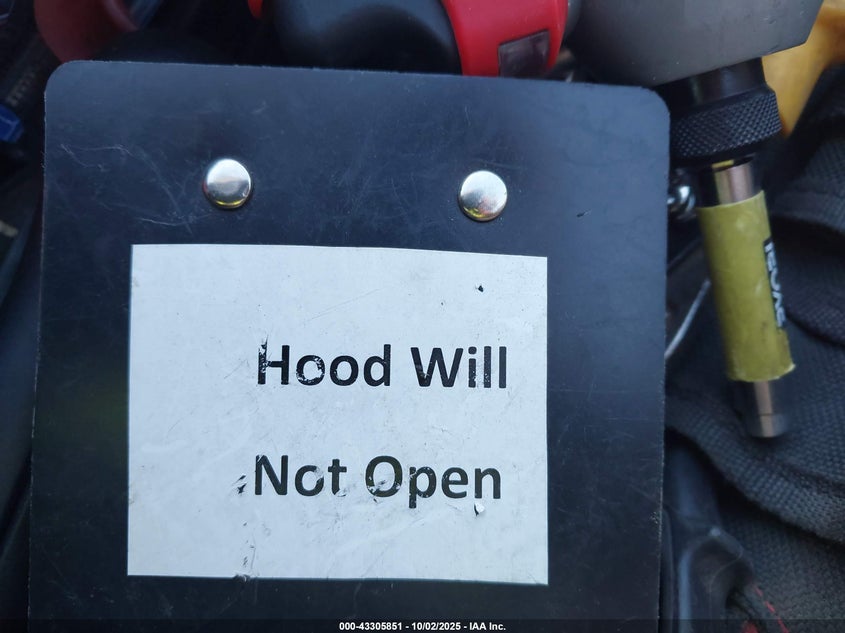 Hood Will
Not Open
000-43305851 - 10/02/2025 - IAA Inc.